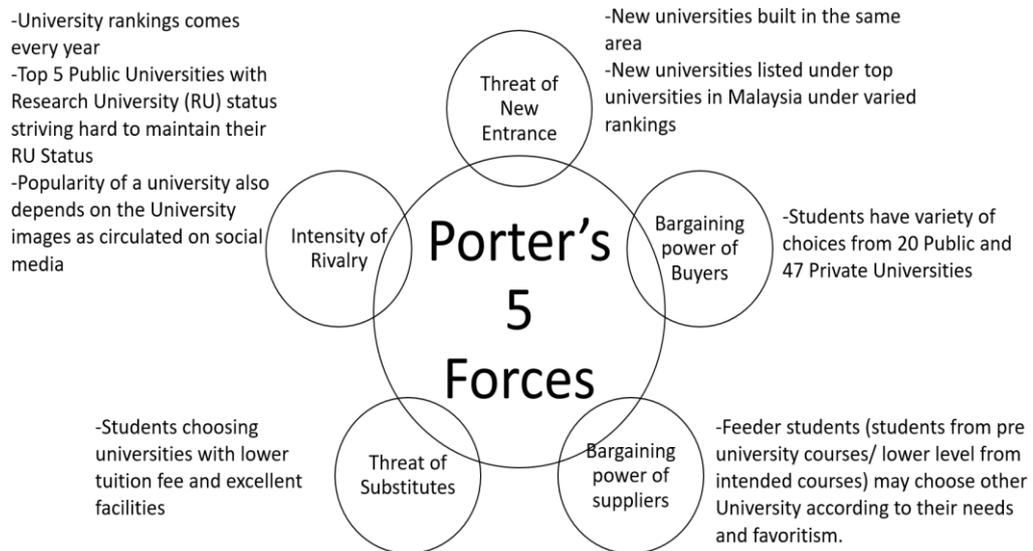 -University rankings comes
every year
-Top 5 Public Universities with
Research University (RU) status
striving hard to maintain their
RU Status
-Popularity of a university also
depends on the University
images as circulated on social
media
Threat of
New
Entrance
-New universities built in the same
area
-New universities listed under top
universities in Malaysia under varied
rankings
Intensity of
Rivalry
Porter's
5
Forces
Bargaining
power of
Buyers
-Students have variety of
choices from 20 Public and
47 Private Universities
-Students choosing
universities with lower
tuition fee and excellent
facilities
Threat of
Substitutes
Bargaining
power of
suppliers
-Feeder students (students from pre
university courses/ lower level from
intended courses) may choose other
University according to their needs
and favoritism.